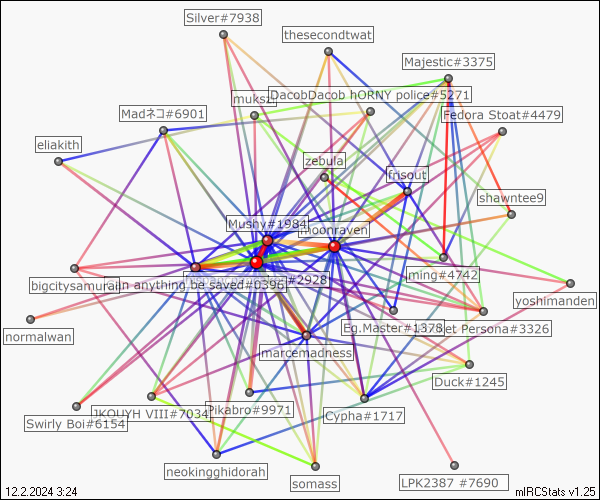 Silver#7938
thesecondtwat
Majestic#3375
DacobDacob hORNY police#5271
muksz
Madネコ#6901
Fedora Stoat#4479
eliakith
zebula
frisout
shawntee9
Mushy#1984
Moonraven
ming#4742
bigcitysamurai
in anything be saved#0396
#2928
yoshimanden
normalwan
Eg.Master#1378
et Persona#3326
marcemadness
Duck#1245
Swirly Boi#6154
JKOUYH VIII#7034
Pikabro#9971
Cypha#1717
neokingghidorah
somass
LPK2387 #7690
12.2.2024 3:24
mIRCStats v1.25